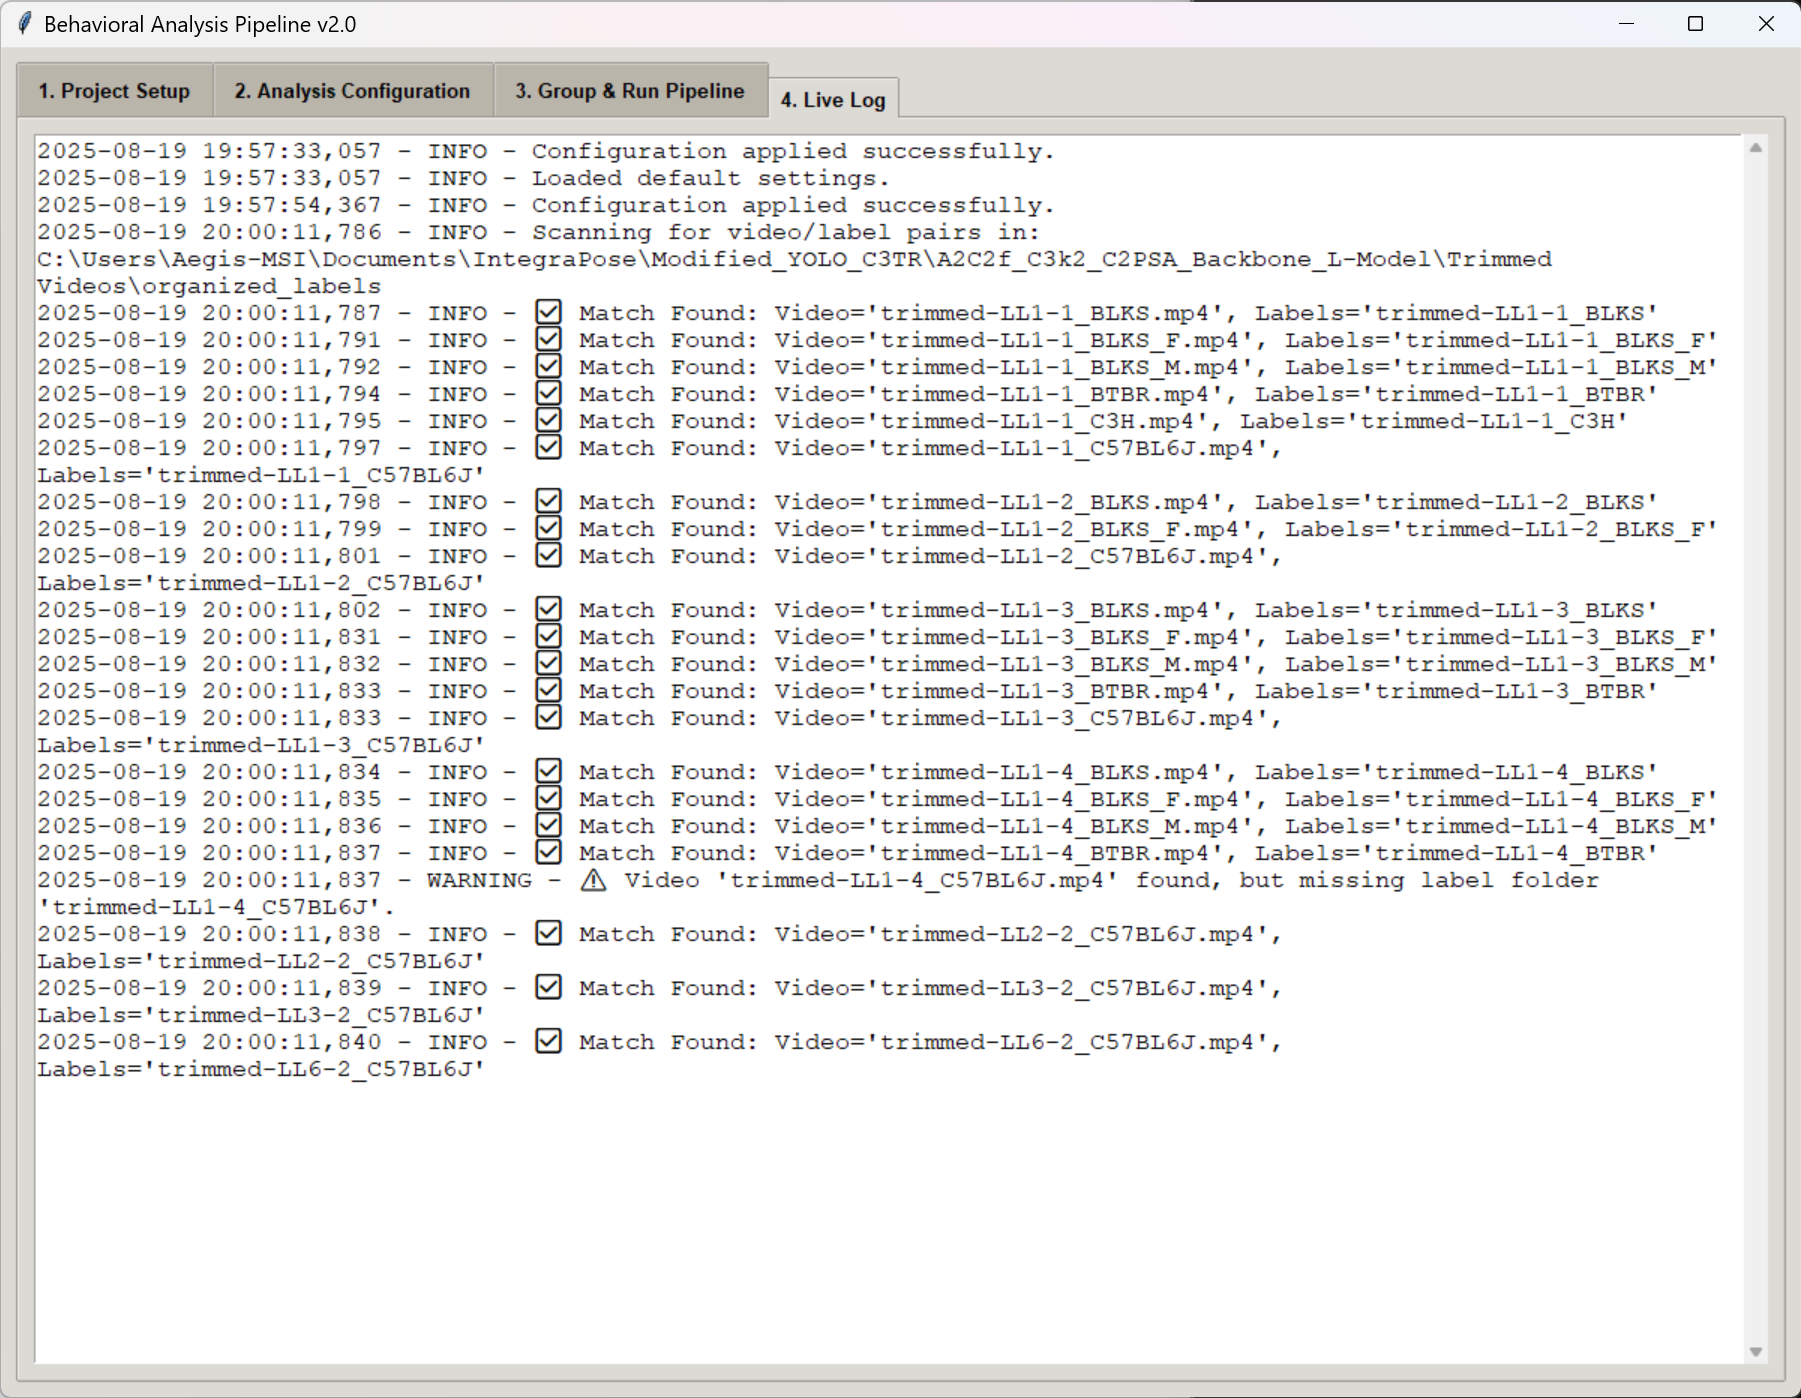 Behavioral Analysis Pipeline v2.0
1. Project Setup
2. Analysis Configuration
3. Group & Run Pipeline
4. Live Log
2025-08-19 19:57:33,057 - INFO - Configuration applied successfully.
2025-08-19 19:57:33,057 - INFO - Loaded default settings.
2025-08-19 19:57:54,367 - INFO - Configuration applied successfully.
2025-08-19 20:00:11,786 - INFO - Scanning for video/label pairs in:
C:\Users\Aegis-MSI\Documents\IntegraPose\Modified_YOLO_C3TR\A2C2f_C3k2_C2PSA_Backbone_L-Model\Trimmed
Videos\organized_labels
2025-08-19 20:00:11,787 - INFO - ☑ Match Found: Video='trimmed-LL1-1_BLKS.mp4', Labels='trimmed-LL1-1_BLKS'
2025-08-19 20:00:11,791 - INFO - ☑ Match Found: Video='trimmed-LL1-1_BLKS_F.mp4', Labels='trimmed-LL1-1_BLKS_F'
2025-08-19 20:00:11,792 - INFO - ☑ Match Found: Video='trimmed-LL1-1_BLKS_M.mp4', Labels='trimmed-LL1-1_BLKS_M'
2025-08-19 20:00:11,794 - INFO - ☑ Match Found: Video='trimmed-LL1-1_BTBR.mp4', Labels='trimmed-LL1-1_BTBR'
2025-08-19 20:00:11,795 - INFO - ☑ Match Found: Video='trimmed-LL1-1_C3H.mp4', Labels='trimmed-LL1-1_C3H'
2025-08-19 20:00:11,797 - INFO - ☑ Match Found: Video='trimmed-LL1-1_C57BL6J.mp4',
Labels='trimmed-LL1-1_C57BL6J'
2025-08-19 20:00:11,798 - INFO - ☑ Match Found: Video='trimmed-LL1-2_BLKS.mp4', Labels='trimmed-LL1-2_BLKS'
2025-08-19 20:00:11,799 - INFO - ☑ Match Found: Video='trimmed-LL1-2_BLKS_F.mp4', Labels='trimmed-LL1-2_BLKS_F'
2025-08-19 20:00:11,801 - INFO - ☑ Match Found: Video='trimmed-LL1-2_C57BL6J.mp4',
Labels='trimmed-LL1-2_C57BL6J'
2025-08-19 20:00:11,802 - INFO - ☑ Match Found: Video='trimmed-LL1-3_BLKS.mp4', Labels='trimmed-LL1-3_BLKS'
2025-08-19 20:00:11,831 - INFO - ☑ Match Found: Video='trimmed-LL1-3_BLKS_F.mp4', Labels='trimmed-LL1-3_BLKS_F'
2025-08-19 20:00:11,832 - INFO - ☑ Match Found: Video='trimmed-LL1-3_BLKS_M.mp4', Labels='trimmed-LL1-3_BLKS_M'
2025-08-19 20:00:11,833 - INFO - ☑ Match Found: Video='trimmed-LL1-3_BTBR.mp4', Labels='trimmed-LL1-3_BTBR'
2025-08-19 20:00:11,833 - INFO - ☑ Match Found: Video='trimmed-LL1-3_C57BL6J.mp4',
Labels='trimmed-LL1-3_C57BL6J'
2025-08-19 20:00:11,834 - INFO - ☑ Match Found: Video='trimmed-LL1-4_BLKS.mp4', Labels='trimmed-LL1-4_BLKS'
2025-08-19 20:00:11,835 - INFO - ☑ Match Found: Video='trimmed-LL1-4_BLKS_F.mp4', Labels='trimmed-LL1-4_BLKS_F'
2025-08-19 20:00:11,836 - INFO - ☑ Match Found: Video='trimmed-LL1-4_BLKS_M.mp4', Labels='trimmed-LL1-4_BLKS_M'
2025-08-19 20:00:11,837 - INFO - ☑ Match Found: Video='trimmed-LL1-4_BTBR.mp4', Labels='trimmed-LL1-4_BTBR'
2025-08-19 20:00:11,837 - WARNING - ⚠ Video 'trimmed-LL1-4_C57BL6J.mp4' found, but missing label folder
'trimmed-LL1-4_C57BL6J'.
2025-08-19 20:00:11,838 - INFO - ☑ Match Found: Video='trimmed-LL2-2_C57BL6J.mp4',
Labels='trimmed-LL2-2_C57BL6J'
2025-08-19 20:00:11,839 - INFO - ☑ Match Found: Video='trimmed-LL3-2_C57BL6J.mp4',
Labels='trimmed-LL3-2_C57BL6J'
2025-08-19 20:00:11,840 - INFO - ☑ Match Found: Video='trimmed-LL6-2_C57BL6J.mp4',
Labels='trimmed-LL6-2_C57BL6J'